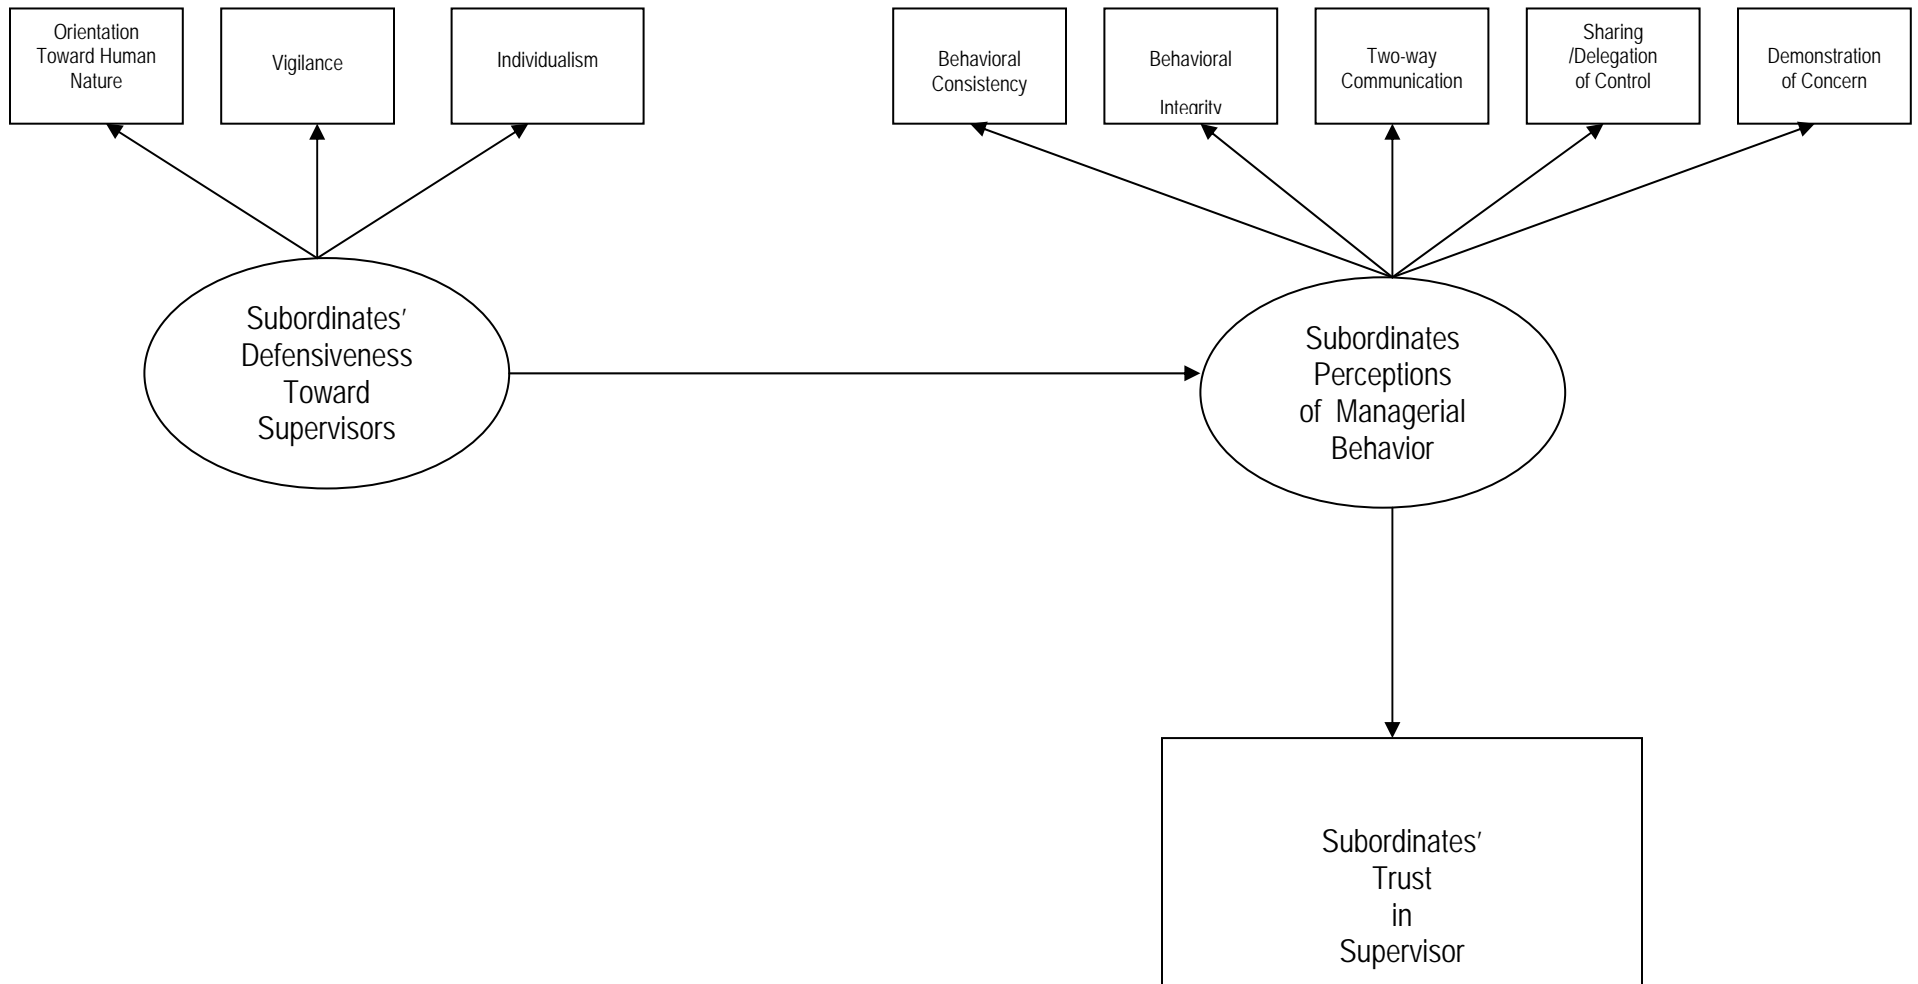 Orientation
Toward Human
Nature
Vigilance
Individualism
Behavioral
Consistency
Behavioral
Integrity
Two-way
Communication
Sharing
/Delegation
of Control
Demonstration
of Concern
Subordinates'
Defensiveness
Toward
Supervisors
Subordinates
Perceptions
of Managerial
Behavior
Subordinates'
Trust
in
Supervisor